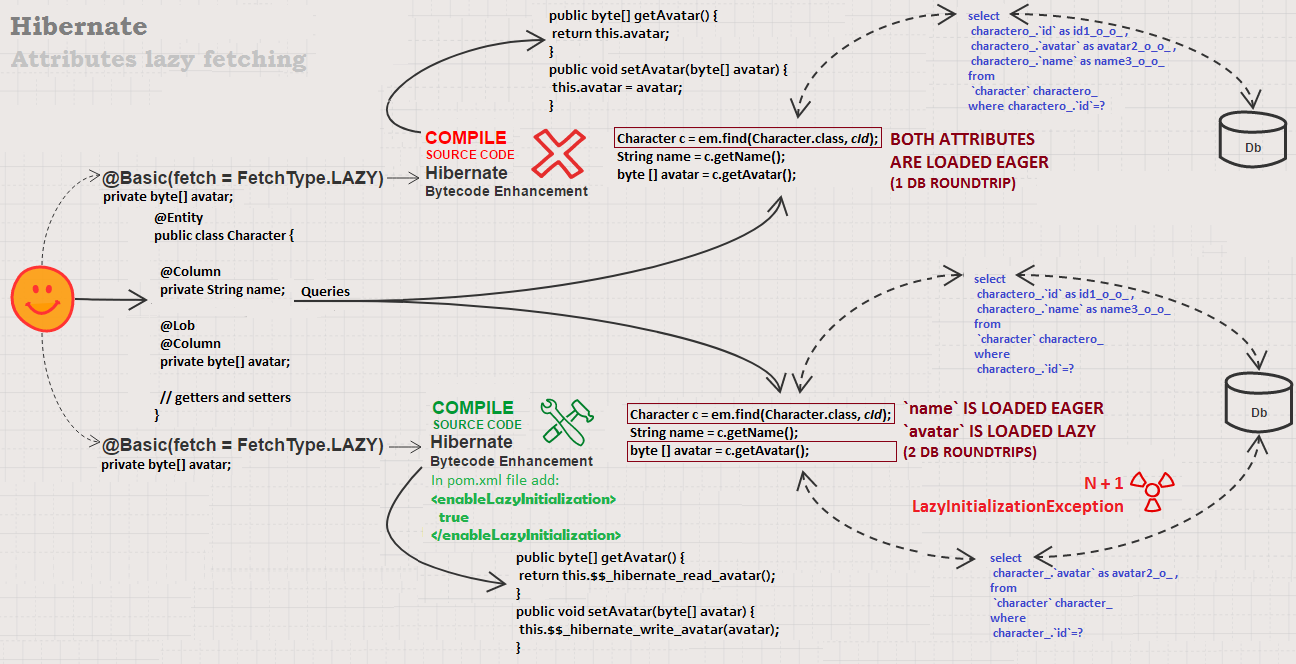 Hibernate
Attributes lazy fetching
public byte[] getAvatar() {
return this.avatar;
}
public void setAvatar(byte[] avatar) {
this.avatar = avatar;
}
select
charactero_.`id` as id1_o_o_ ,
charactero_.`avatar` as avatar2_o_o_ ,
charactero_.`name` as name3_o_o_
from
`character` charactero_
where charactero_.`id`=?
Db
COMPILE
SOURCE CODE
Hibernate
Bytecode Enhancement
Character c = em.find(Character.class, cId);
String name = c.getName();
byte [] avatar = c.getAvatar();
BOTH ATTRIBUTES
ARE LOADED EAGER
(1 DB ROUNDTRIP)
@Basic(fetch = FetchType.LAZY)
private byte[] avatar;
@Entity
public class Character {
@Column
private String name;
@Lob
@Column
private byte[] avatar;
// getters and setters
}
Queries
@Basic(fetch = FetchType.LAZY)
private byte[] avatar;
select
charactero_.`id` as id1_o_o_ ,
charactero_.`name` as name3_o_o_
from
`character` charactero_
where
charactero_.`id`=?
Db
COMPILE
SOURCE CODE
Hibernate
Bytecode Enhancement
In pom.xml file add:
<enableLazyInitialization>
true
</enableLazyInitialization>
Character c = em.find(Character.class, cId);
String name = c.getName();
byte [] avatar = c.getAvatar();
`name` IS LOADED EAGER
`avatar` IS LOADED LAZY
(2 DB ROUNDTRIPS)
N + 1
LazyInitializationException
public byte[] getAvatar() {
return this.$$_hibernate_read_avatar();
}
public void setAvatar(byte[] avatar) {
this.$$_hibernate_write_avatar(avatar);
}
select
character_.`avatar` as avatar2_o_ ,
from
`character` character_
where
character_.`id`=?